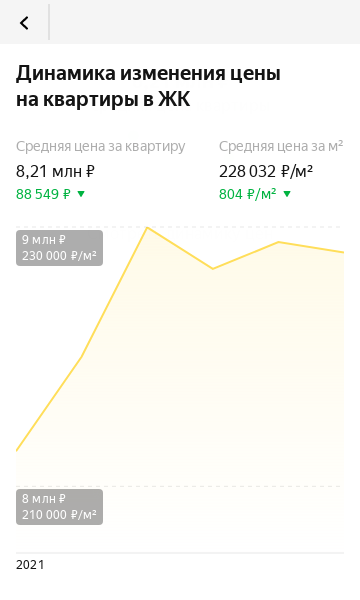 Динамика изменения цены
на квартиры в ЖК
Средняя цена за квартиру
8,21 млн ₽
88 549 ₽ ▼
Средняя цена за м²
228 032 ₽/м²
804 ₽/м² ▼
9 млн ₽
230 000 ₽/м²
8 млн ₽
210 000 ₽/м²
2021